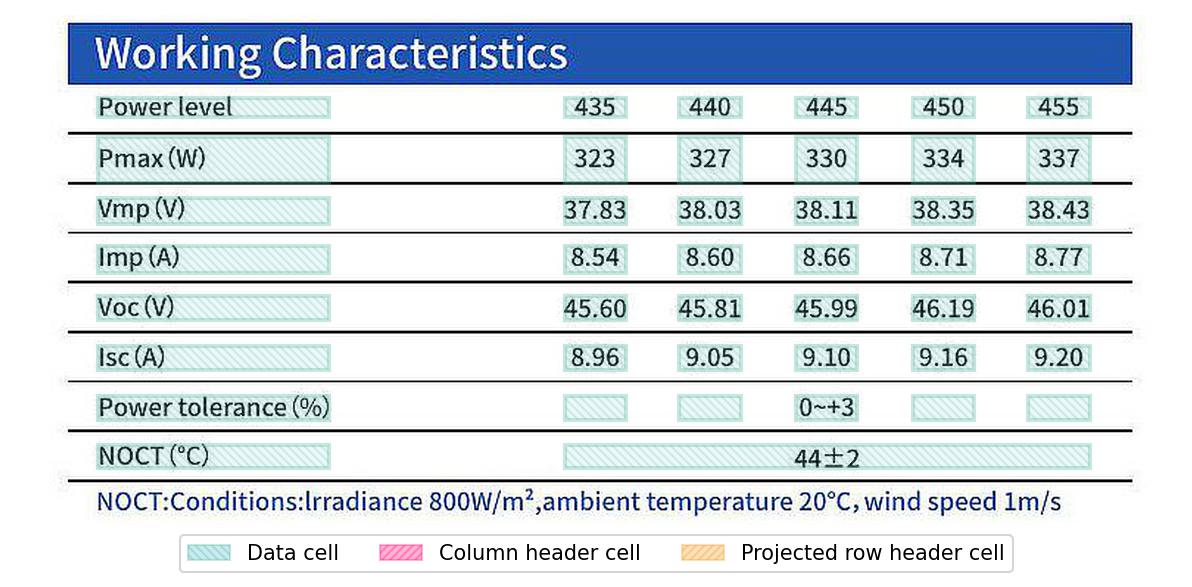 Working Characteristics
Power level 435 440 445 450 455
Pmax (W) 323 327 330 334 337
Vmp (V) 37.83 38.03 38.11 38.35 38.43
Imp (A) 8.54 8.60 8.66 8.71 8.77
Voc (V) 45.60 45.81 45.99 46.19 46.01
Isc (A) 8.96 9.05 9.10 9.16 9.20
Power tolerance (%) 0~+3
NOCT (℃) 44±2
NOCT:Conditions:lrradiance 800W/m²,ambient temperature 20℃, wind speed 1m/s
Data cell Column header cell Projected row header cell